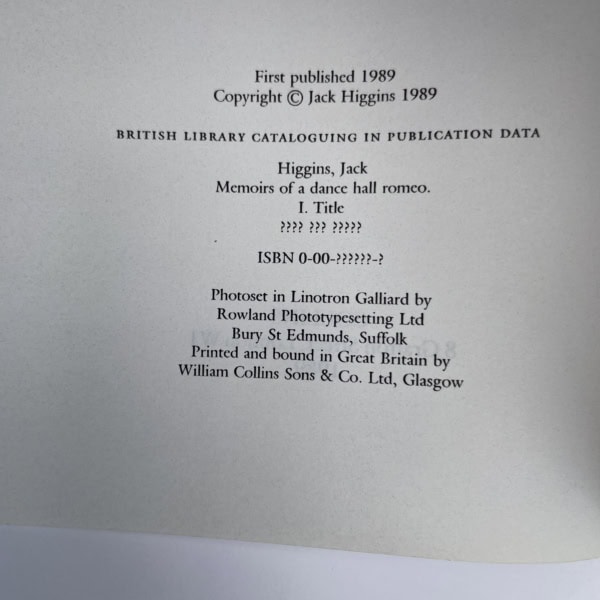 First published 1989
Copyright © Jack Higgins 1989
BRITISH LIBRARY CATALOGUING IN PUBLICATION DATA
Higgins, Jack
Memoirs of a dance hall romeo.
I. Title
???? ??? ?????
ISBN 0-00-??????-?
Photoset in Linotron Galliard by
Rowland Phototypesetting Ltd
Bury St Edmunds, Suffolk
Printed and bound in Great Britain by
William Collins Sons & Co. Ltd, Glasgow